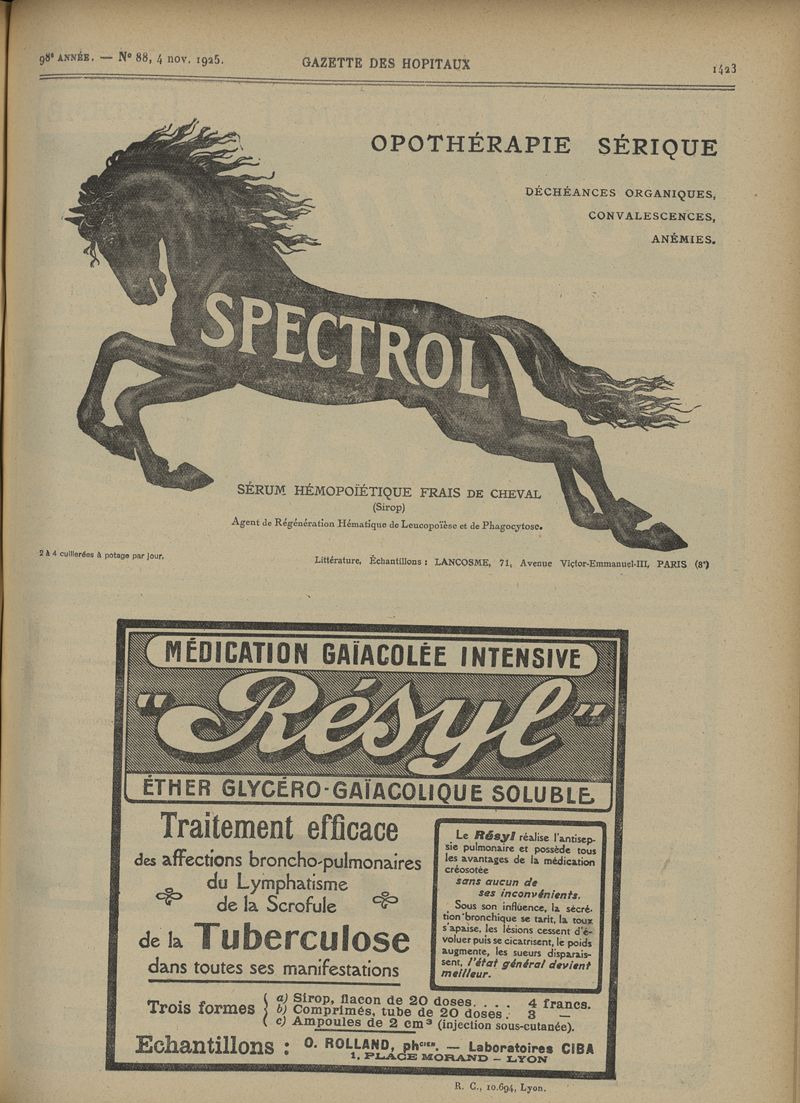 98e ANNÉE. — No 88, 4 nov. 1925. GAZETTE DES HOPITAUX 1423
OPOTHÉRAPIE SÉRIQUE
DÉCHÉANCES ORGANIQUES,
CONVALESCENCES,
ANÉMIES.
SPECTROL
SÉRUM HÉMOPOÏÉTIQUE FRAIS DE CHEVAL
(Sirop)
Agent de Régénération Hématique de Leucopoïèse et de Phagocytose.
2 à 4 cuillerées à potage par jour.
Littérature, Échantillons : LANCOSME, 71, Avenue Victor-Emmanuel-III, PARIS (8e)
MÉDICATION GAÏACOLÉE INTENSIVE
"Résyl"
ÉTHER GLYCÉRO-GAÏACOLIQUE SOLUBLE
Traitement efficace
des affections broncho-pulmonaires
du Lymphatisme
de la Scrofule
de la Tuberculose
dans toutes ses manifestations
Le Résyl réalise l'antisep-
sie pulmonaire et possède tous
les avantages de la médication
créosotée
sans aucun de
ses inconvénients.
Sous son influence, la sécré-
tion bronchique se tarit, la toux
s'apaise, les lésions cessent d'é-
voluer puis se cicatrisent, le poids
augmente, les sueurs disparais-
sent, l'état général devient
meilleur.
Trois formes
a) Sirop, flacon de 20 doses. . . . 4 francs.
b) Comprimés, tube de 20 doses. 3 —
c) Ampoules de 2 cm³ (injection sous-cutanée).
Echantillons : O. ROLLAND, phcien. — Laboratoires CIBA
1, PLACE MORAND - LYON
R. C., 10.694, Lyon.